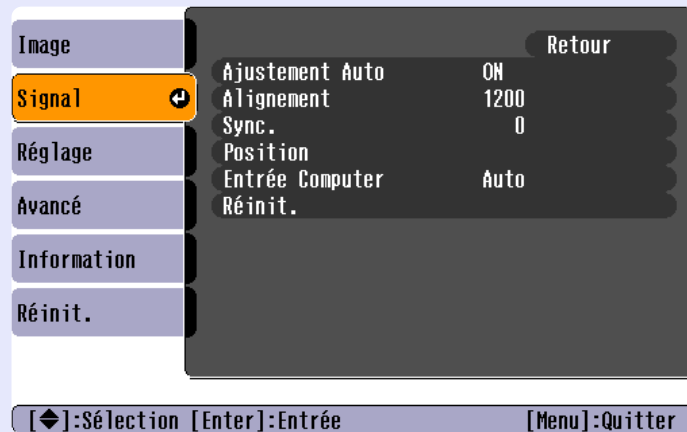 Image
Signal
Réglage
Avancé
Information
Réinit.
Retour
Ajustement Auto ON
Alignement 1200
Sync. 0
Position
Entrée Computer Auto
Réinit.
[◆]:Sélection [Enter]:Entrée [Menu]:Quitter